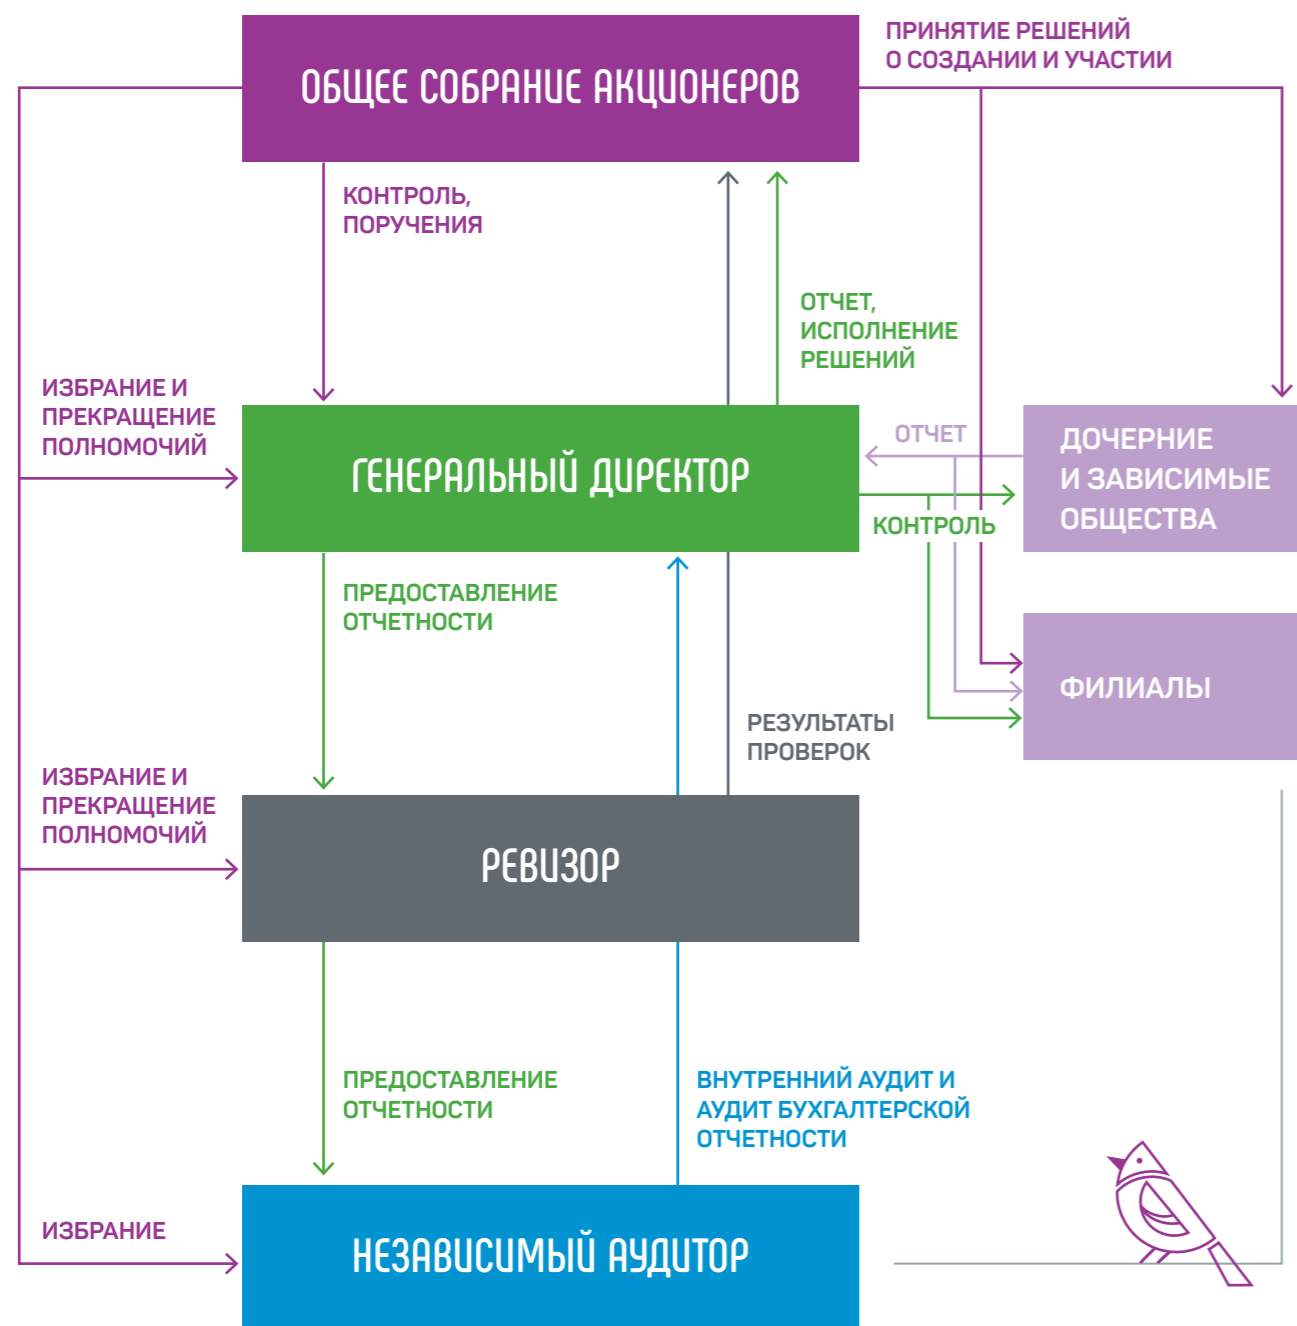 ПРИНЯТИЕ РЕШЕНИЙ
О СОЗДАНИИ И УЧАСТИИ
ОБЩЕЕ СОБРАНИЕ АКЦИОНЕРОВ
КОНТРОЛЬ,
ПОРУЧЕНИЯ
ОТЧЕТ,
ИСПОЛНЕНИЕ
РЕШЕНИЙ
ИЗБРАНИЕ И
ПРЕКРАЩЕНИЕ
ПОЛНОМОЧИЙ
ГЕНЕРАЛЬНЫЙ ДИРЕКТОР
ОТЧЕТ
КОНТРОЛЬ
ДОЧЕРНИЕ
И ЗАВИСИМЫЕ
ОБЩЕСТВА
ПРЕДОСТАВЛЕНИЕ
ОТЧЕТНОСТИ
ФИЛИАЛЫ
РЕЗУЛЬТАТЫ
ПРОВЕРОК
ИЗБРАНИЕ И
ПРЕКРАЩЕНИЕ
ПОЛНОМОЧИЙ
РЕВИЗОР
ПРЕДОСТАВЛЕНИЕ
ОТЧЕТНОСТИ
ВНУТРЕННИЙ АУДИТ И
АУДИТ БУХГАЛТЕРСКОЙ
ОТЧЕТНОСТИ
ИЗБРАНИЕ
НЕЗАВИСИМЫЙ АУДИТОР